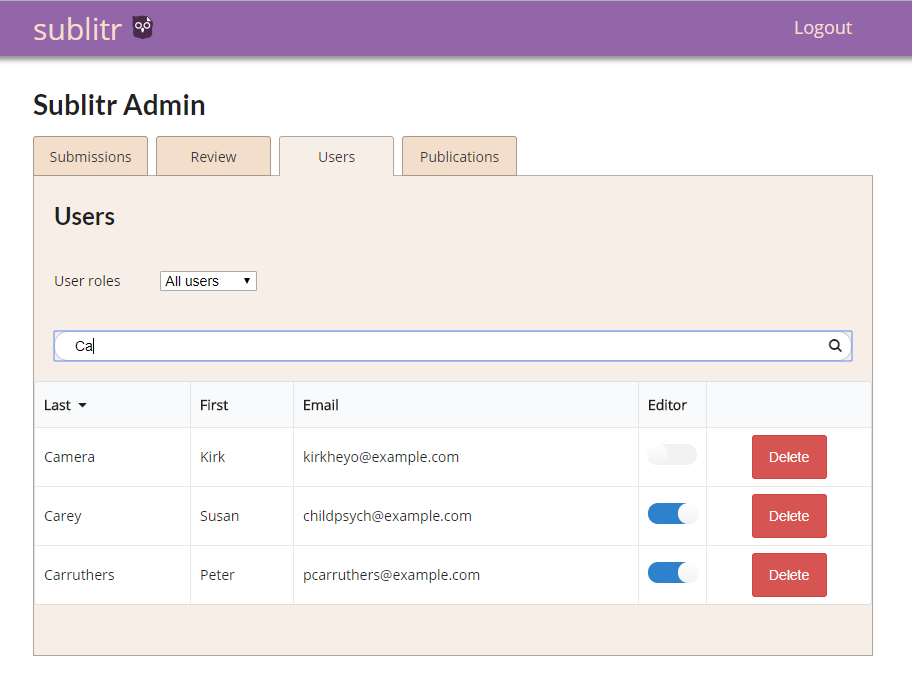 sublitr Logout
Sublitr Admin
Submissions Review Users Publications
Users
User roles All users
Ca
Last First Email Editor
Camera Kirk kirkheyo@example.com Delete
Carey Susan childpsych@example.com Delete
Carruthers Peter pcarruthers@example.com Delete